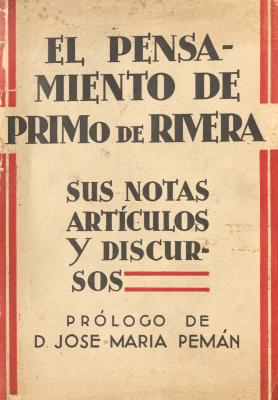 EL PENSA-
MIENTO DE
PRIMO DE RIVERA
SUS NOTAS
ARTÍCULOS
Y DISCUR-
SOS
PRÓLOGO DE
D. JOSE MARIA PEMÁN